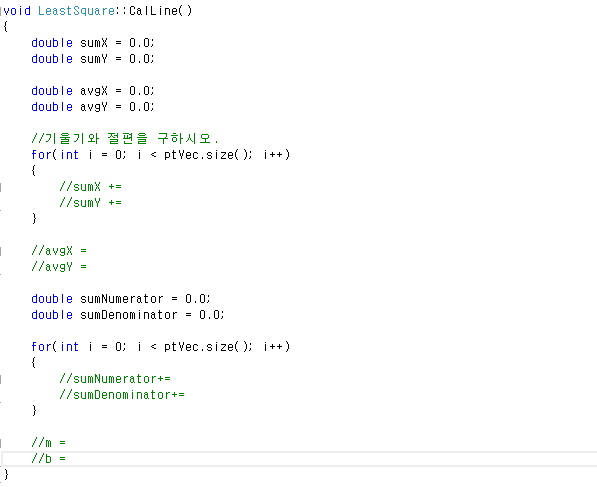 void LeastSquare::CalLine()
{
    double sumX = 0.0;
    double sumY = 0.0;

    double avgX = 0.0;
    double avgY = 0.0;

    //기울기와 절편을 구하시오.
    for(int i = 0; i < ptVec.size(); i++)
    {
        //sumX +=
        //sumY +=
    }

    //avgX =
    //avgY =

    double sumNumerator = 0.0;
    double sumDenominator = 0.0;

    for(int i = 0; i < ptVec.size(); i++)
    {
        //sumNumerator+=
        //sumDenominator+=
    }

    //m =
    //b =
}